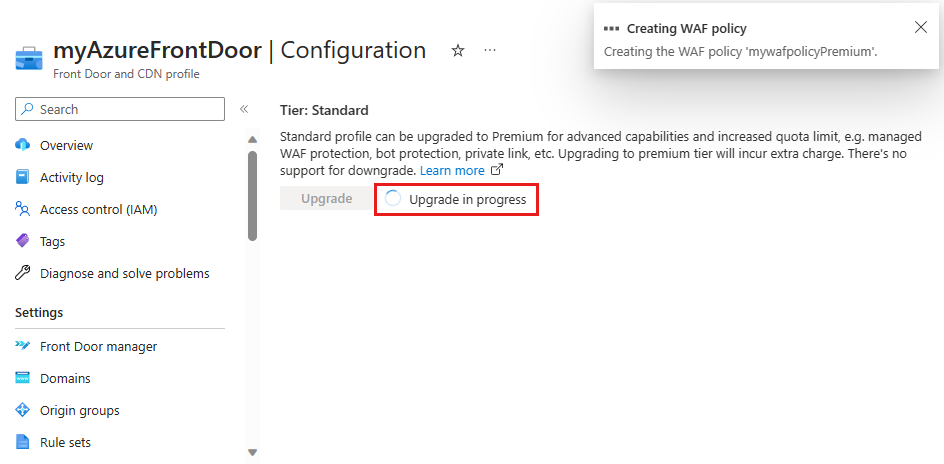 Creating WAF policy
Creating the WAF policy 'mywafpolicyPremium'.
myAzureFrontDoor | Configuration
Front Door and CDN profile
Search
Overview
Activity log
Access control (IAM)
Tags
Diagnose and solve problems
Settings
Front Door manager
Domains
Origin groups
Rule sets
Tier: Standard
Standard profile can be upgraded to Premium for advanced capabilities and increased quota limit, e.g. managed
WAF protection, bot protection, private link, etc. Upgrading to premium tier will incur extra charge. There's no
support for downgrade. Learn more
Upgrade
Upgrade in progress